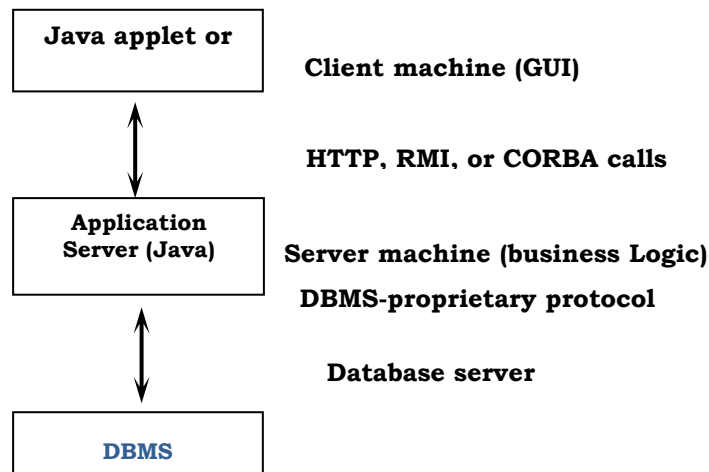 Java applet or
Client machine (GUI)
HTTP, RMI, or CORBA calls
Application
Server (Java)
Server machine (business Logic)
DBMS-proprietary protocol
Database server
DBMS